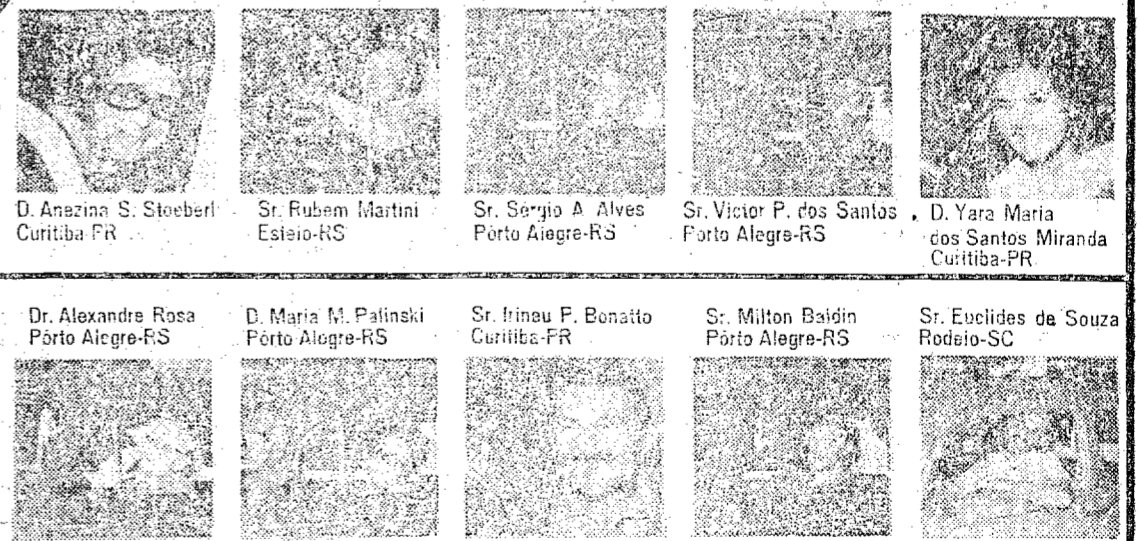 D. Anezina S. Stoeberl
Curitiba-PR
Sr. Rubem Martini
Esteio-RS
Sr. Sérgio A. Alves
Pôrto Alegre-RS
Sr. Victor P. dos Santos
Porto Alegre-RS
D. Yara Maria
dos Santos Miranda
Curitiba-PR
Dr. Alexandre Rosa
Pôrto Alegre-RS
D. Maria M. Palinski
Pôrto Alegre-RS
Sr. Irineu P. Bonatto
Curitiba-PR
Sr. Milton Baldin
Pôrto Alegre-RS
Sr. Euclides de Souza
Rodeio-SC